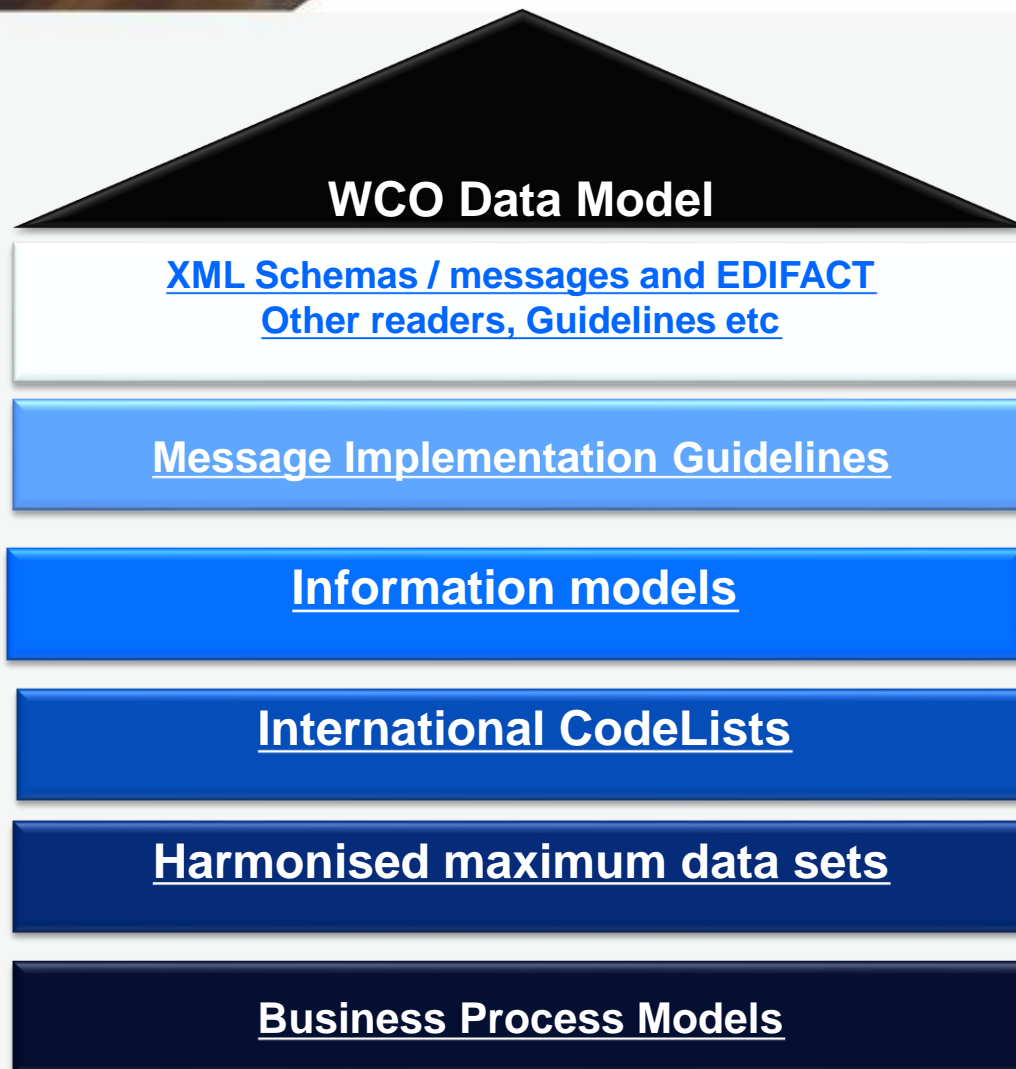 WCO Data Model
XML Schemas / messages and EDIFACT
Other readers, Guidelines etc
Message Implementation Guidelines
Information models
International CodeLists
Harmonised maximum data sets
Business Process Models